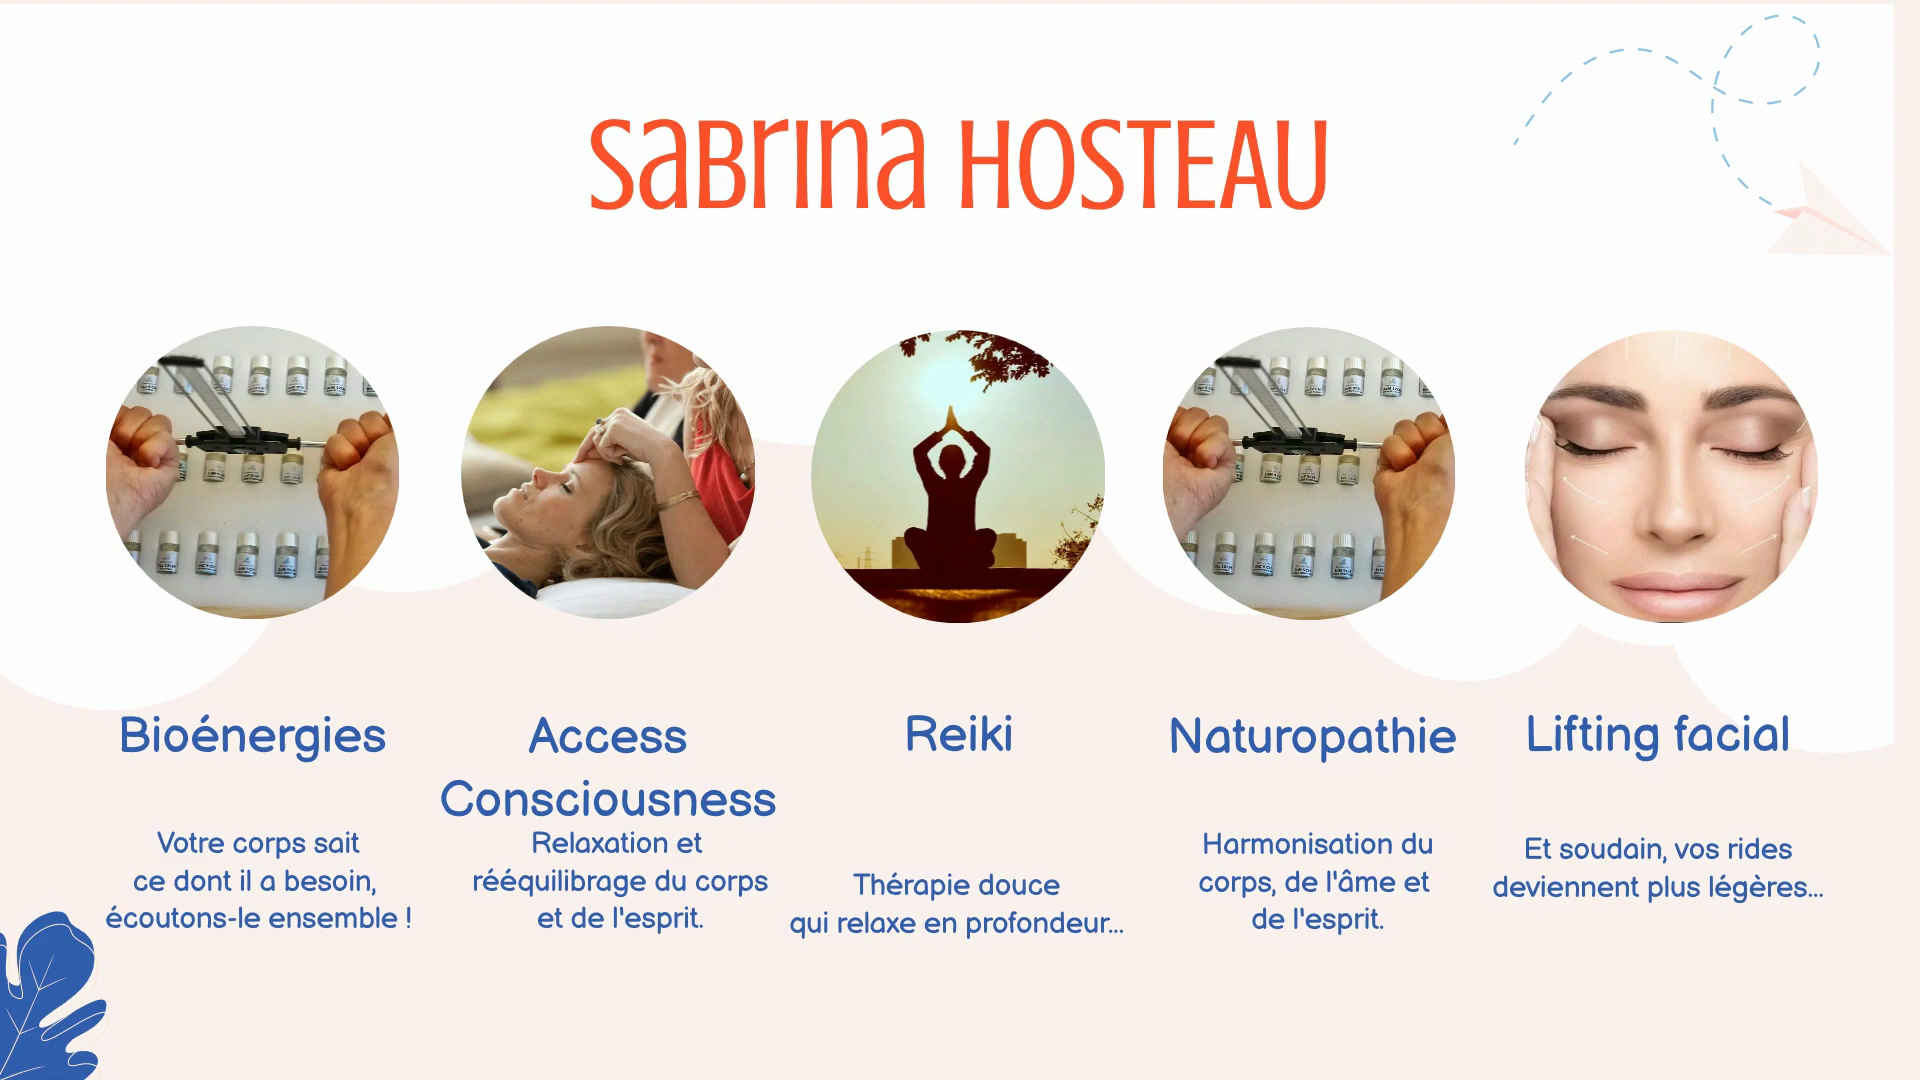 SaBrINa HOSTEAU
Bioénergies
Votre corps sait
ce dont il a besoin,
écoutons-le ensemble !
Access
Consciousness
Relaxation et
rééquilibrage du corps
et de l'esprit.
Reiki
Thérapie douce
qui relaxe en profondeur...
Naturopathie
Harmonisation du
corps, de l'âme et
de l'esprit.
Lifting facial
Et soudain, vos rides
deviennent plus légères...